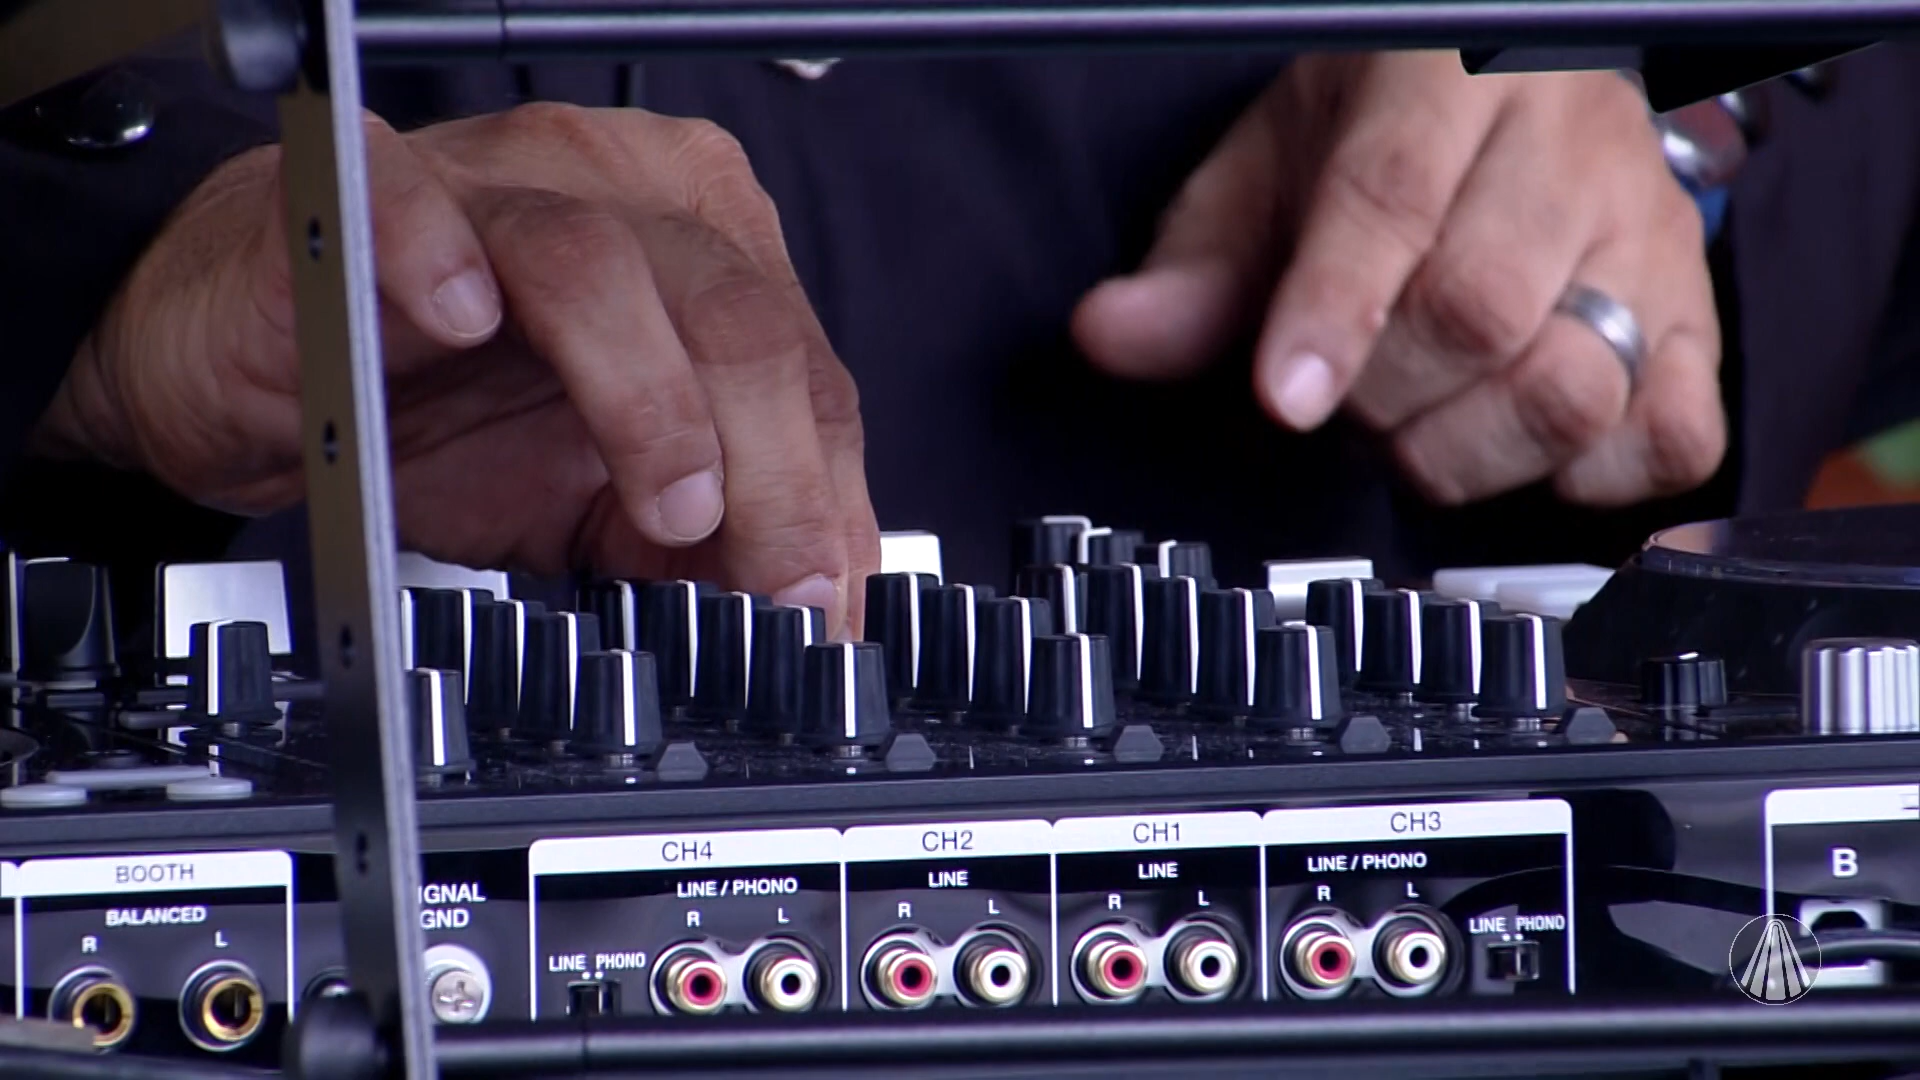 BOOTH
BALANCED
R L
IGNAL
GND
CH4
LINE / PHONO
R L
LINE PHONO
CH2
LINE
R L
CH1
LINE
R L
CH3
LINE / PHONO
R L
LINE PHONO
B